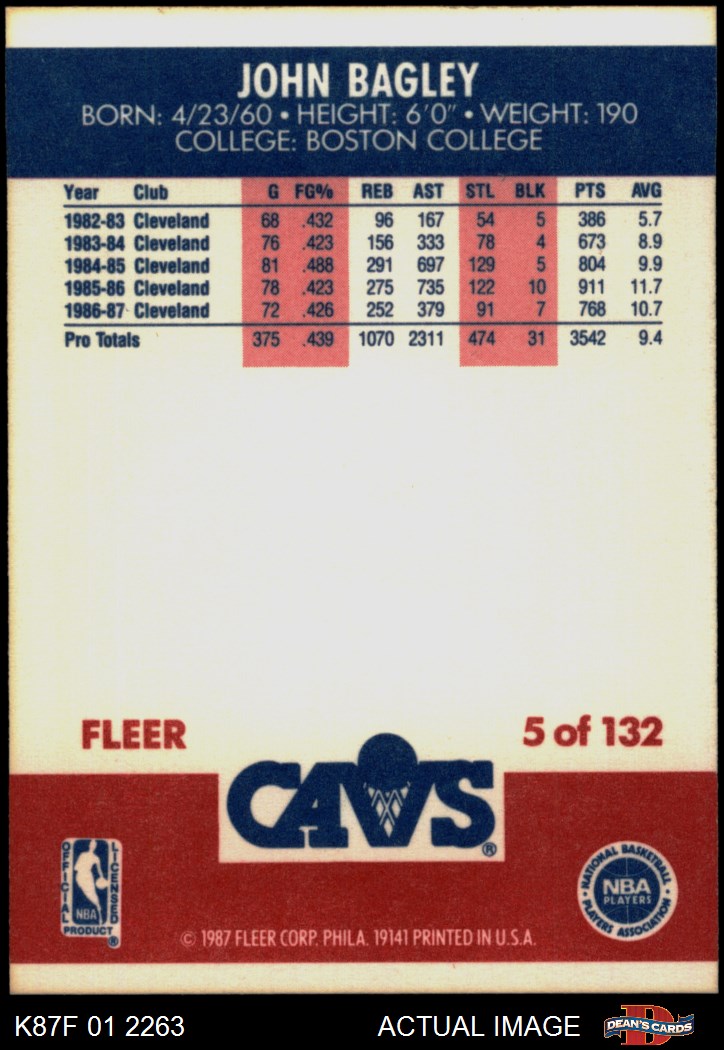 JOHN BAGLEY
BORN: 4/23/60 • HEIGHT: 6'0" • WEIGHT: 190
COLLEGE: BOSTON COLLEGE
Year Club G FG% REB AST STL BLK PTS AVG
1982-83 Cleveland 68 .432 96 167 54 5 386 5.7
1983-84 Cleveland 76 .423 156 333 78 4 673 8.9
1984-85 Cleveland 81 .488 291 697 129 5 804 9.9
1985-86 Cleveland 78 .423 275 735 122 10 911 11.7
1986-87 Cleveland 72 .426 252 379 91 7 768 10.7
Pro Totals 375 .439 1070 2311 474 31 3542 9.4
FLEER 5 of 132
CAVS ®
OFFICIAL LICENSED
NBA
PRODUCT ®
NATIONAL BASKETBALL
NBA
PLAYERS
PLAYERS ASSOCIATION
© 1987 FLEER CORP. PHILA. 19141 PRINTED IN U.S.A.
K87F 01 2263 ACTUAL IMAGE D
DEAN'S CARDS